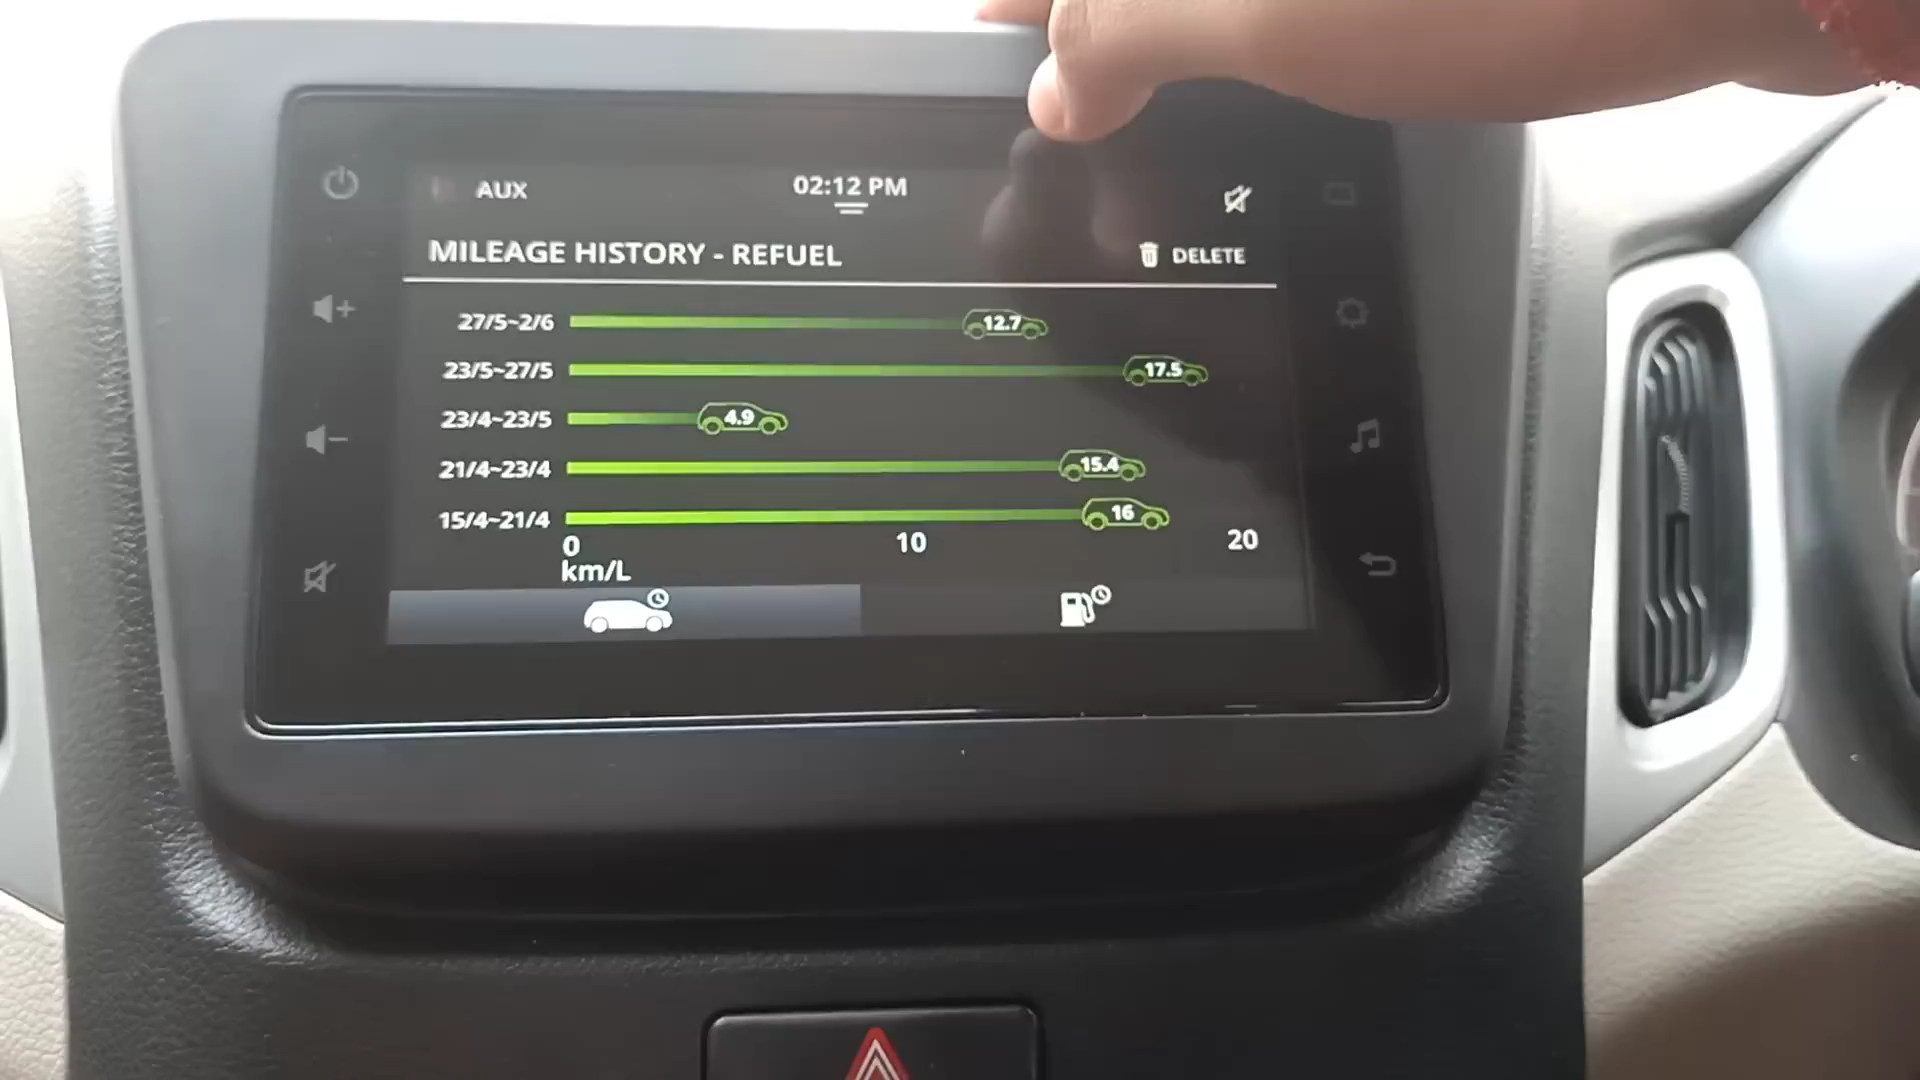 AUX
02:12 PM
MILEAGE HISTORY - REFUEL
DELETE
27/5~2/6 12.7
23/5~27/5 17.5
23/4~23/5 4.9
21/4~23/4 15.4
15/4~21/4 16
0 10 20
km/L